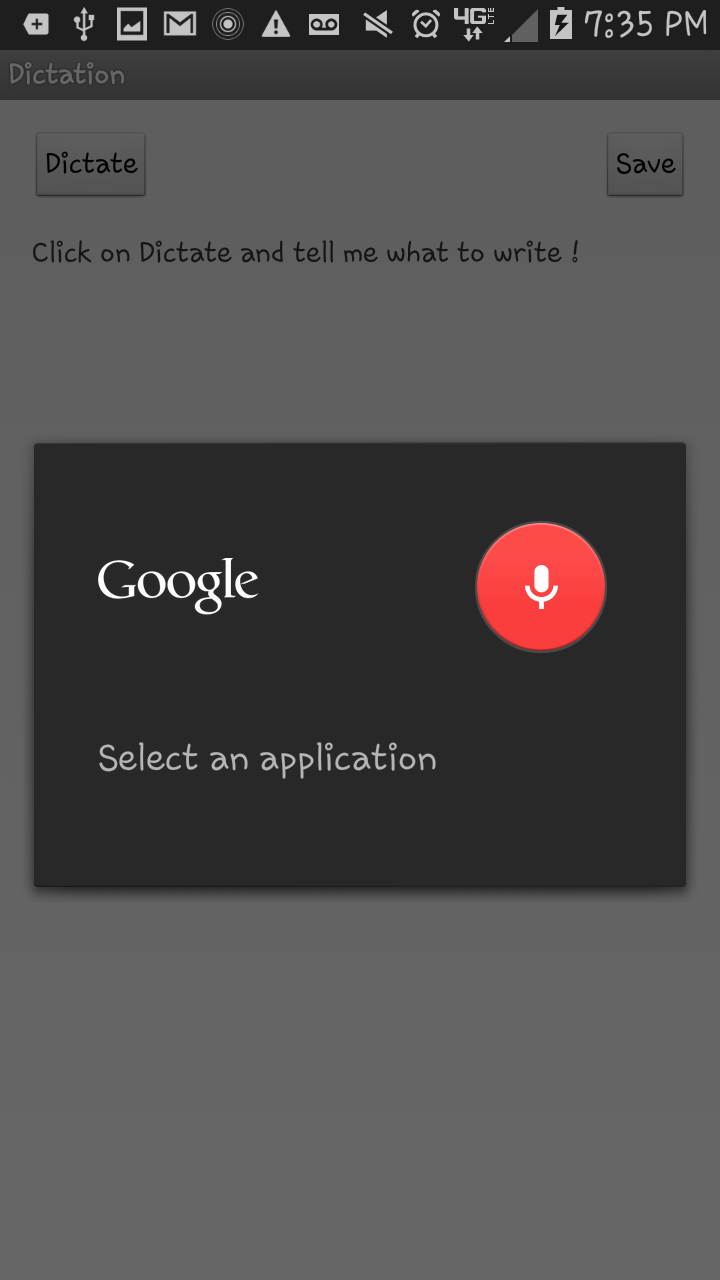 4G LTE 7:35 PM
Dictation
Dictate Save
Click on Dictate and tell me what to write !
Google
Select an application